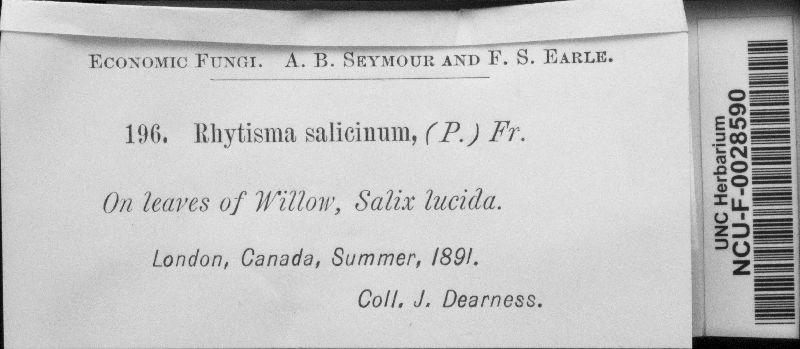 ECONOMIC FUNGI. A. B. SEYMOUR AND F. S. EARLE.
196. Rhytisma salicinum, (P.) Fr.
On leaves of Willow, Salix lucida.
London, Canada, Summer, 1891.
Coll. J. Dearness.
UNC Herbarium
NCU-F-0028590